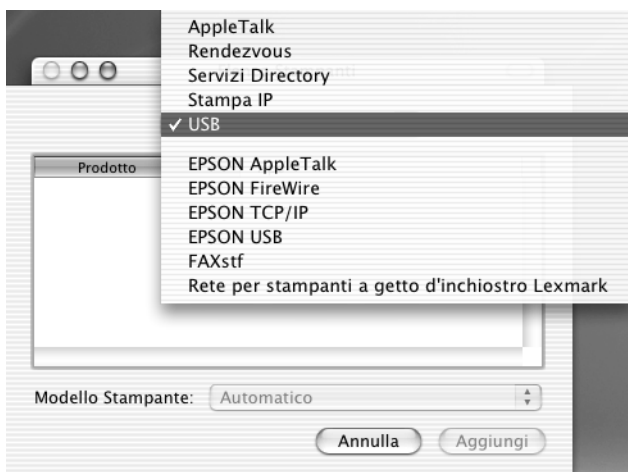 AppleTalk
Rendezvous
Servizi Directory
Stampa IP
✓ USB
EPSON AppleTalk
EPSON FireWire
EPSON TCP/IP
EPSON USB
FAXstf
Rete per stampanti a getto d'inchiostro Lexmark
Prodotto
Modello Stampante: Automatico
Annulla Aggiungi